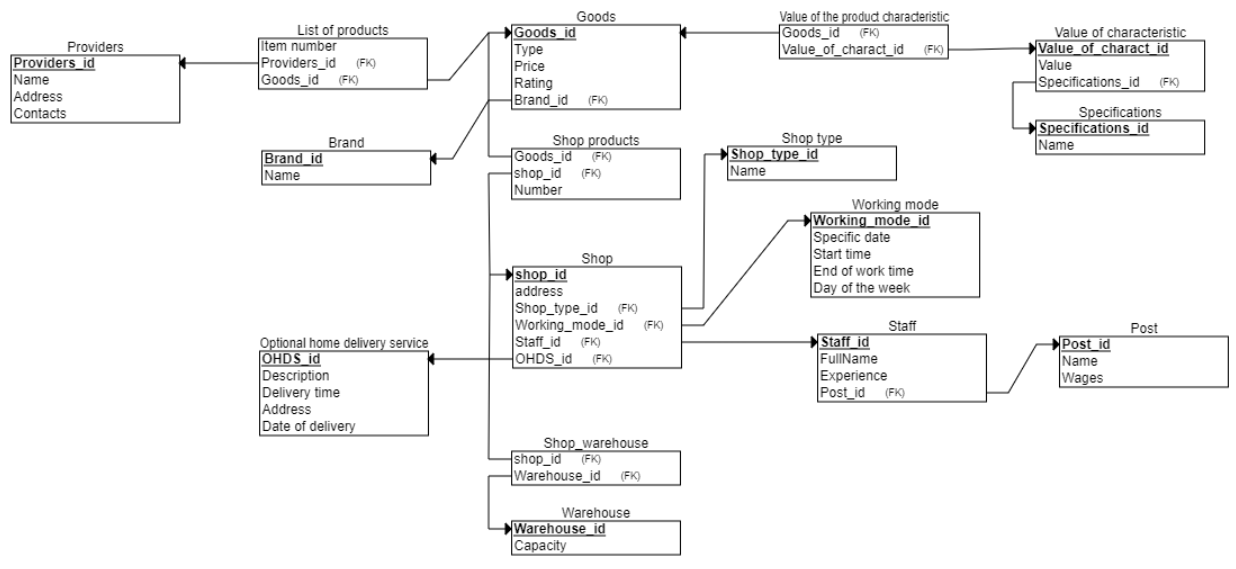 Providers
Providers_id
Name
Address
Contacts
List of products
Item number
Providers_id (FK)
Goods_id (FK)
Goods
Goods_id
Type
Price
Rating
Brand_id (FK)
Value of the product characteristic
Goods_id (FK)
Value_of_charact_id (FK)
Value of characteristic
Value_of_charact_id
Value
Specifications_id (FK)
Specifications
Specifications_id
Name
Brand
Brand_id
Name
Shop products
Goods_id (FK)
shop_id (FK)
Number
Shop type
Shop_type_id
Name
Working mode
Working_mode_id
Specific date
Start time
End of work time
Day of the week
Shop
shop_id
address
Shop_type_id (FK)
Working_mode_id (FK)
Staff_id (FK)
OHDS_id (FK)
Staff
Staff_id
FullName
Experience
Post_id (FK)
Post
Post_id
Name
Wages
Optional home delivery service
OHDS_id
Description
Delivery time
Address
Date of delivery
Shop_warehouse
shop_id (FK)
Warehouse_id (FK)
Warehouse
Warehouse_id
Capacity